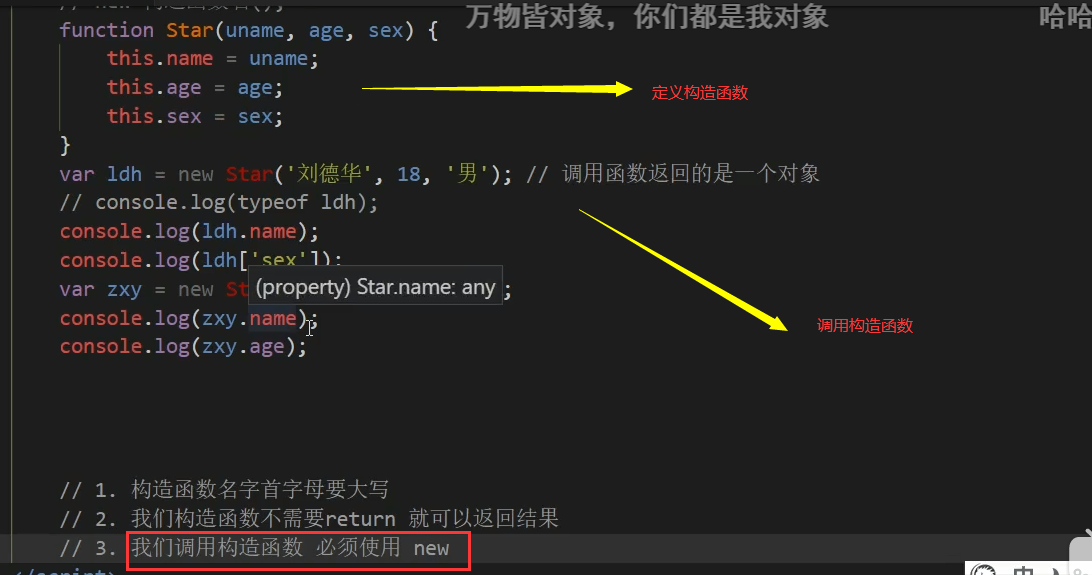 // new 构造函数名();
万物皆对象，你们都是我对象
哈哈
function Star(uname, age, sex) {
this.name = uname;
this.age = age;
定义构造函数
this.sex = sex;
}
var ldh = new Star('刘德华', 18, '男'); // 调用函数返回的是一个对象
// console.log(typeof ldh);
console.log(ldh.name);
console.log(ldh['sex']);
var zxy = new St
(property) Star.name: any
;
console.log(zxy.name);
调用构造函数
console.log(zxy.age);
// 1. 构造函数名字首字母要大写
// 2. 我们构造函数不需要return 就可以返回结果
// 3. 我们调用构造函数 必须使用 new
</script>
中